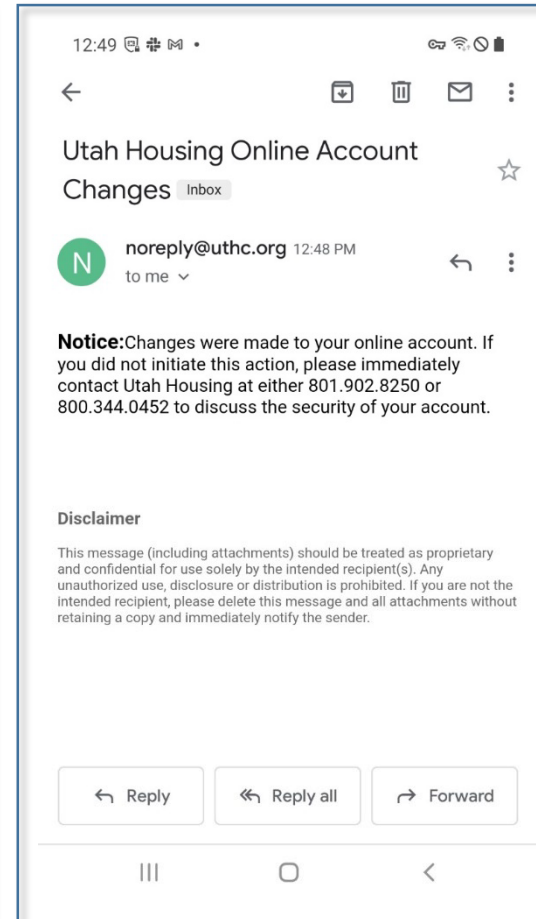 12:49
Utah Housing Online Account
Changes Inbox
N
noreply@uthc.org 12:48 PM
to me
Notice:Changes were made to your online account. If
you did not initiate this action, please immediately
contact Utah Housing at either 801.902.8250 or
800.344.0452 to discuss the security of your account.
Disclaimer
This message (including attachments) should be treated as proprietary
and confidential for use solely by the intended recipient(s). Any
unauthorized use, disclosure or distribution is prohibited. If you are not the
intended recipient, please delete this message and all attachments without
retaining a copy and immediately notify the sender.
Reply Reply all Forward